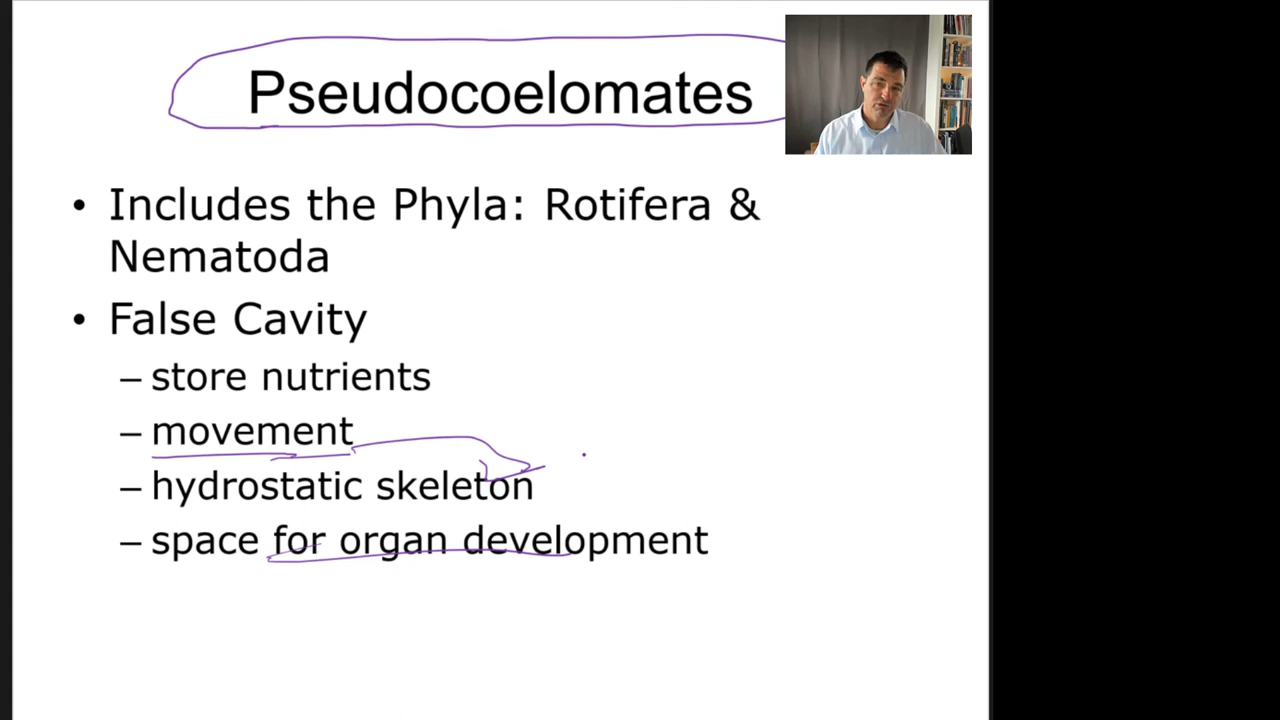 Pseudocoelomates
• Includes the Phyla: Rotifera &
Nematoda
• False Cavity
– store nutrients
– movement
– hydrostatic skeleton
– space for organ development